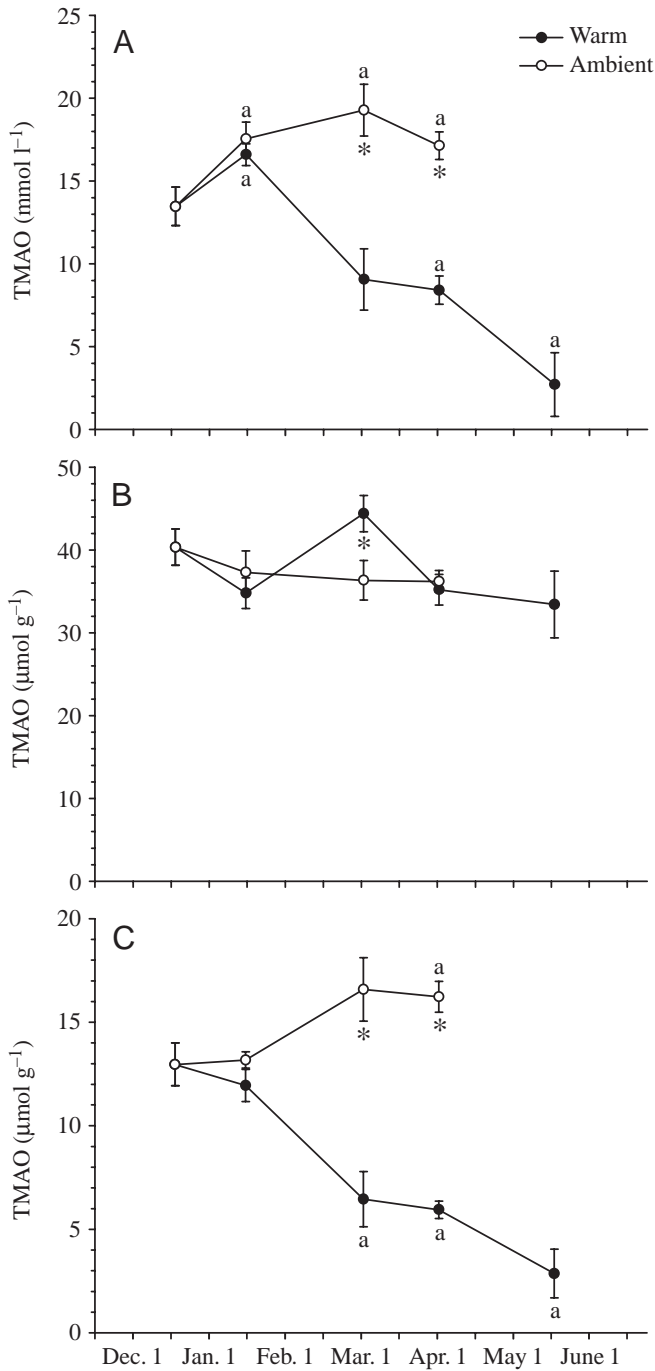 A
Warm
Ambient
25
20
15
10
5
0
TMAO (mmol l⁻¹)
a
a
a
a
*
*
a
a
B
50
40
30
20
10
0
TMAO (µmol g⁻¹)
*
C
20
15
10
5
0
TMAO (µmol g⁻¹)
a
*
*
a
a
a
Dec. 1 Jan. 1 Feb. 1 Mar. 1 Apr. 1 May 1 June 1